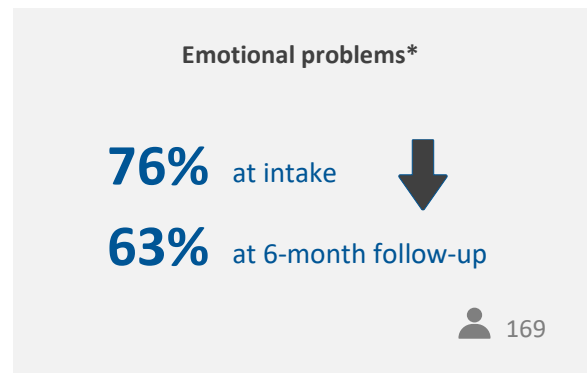 Emotional problems*
76% at intake
63% at 6-month follow-up
169